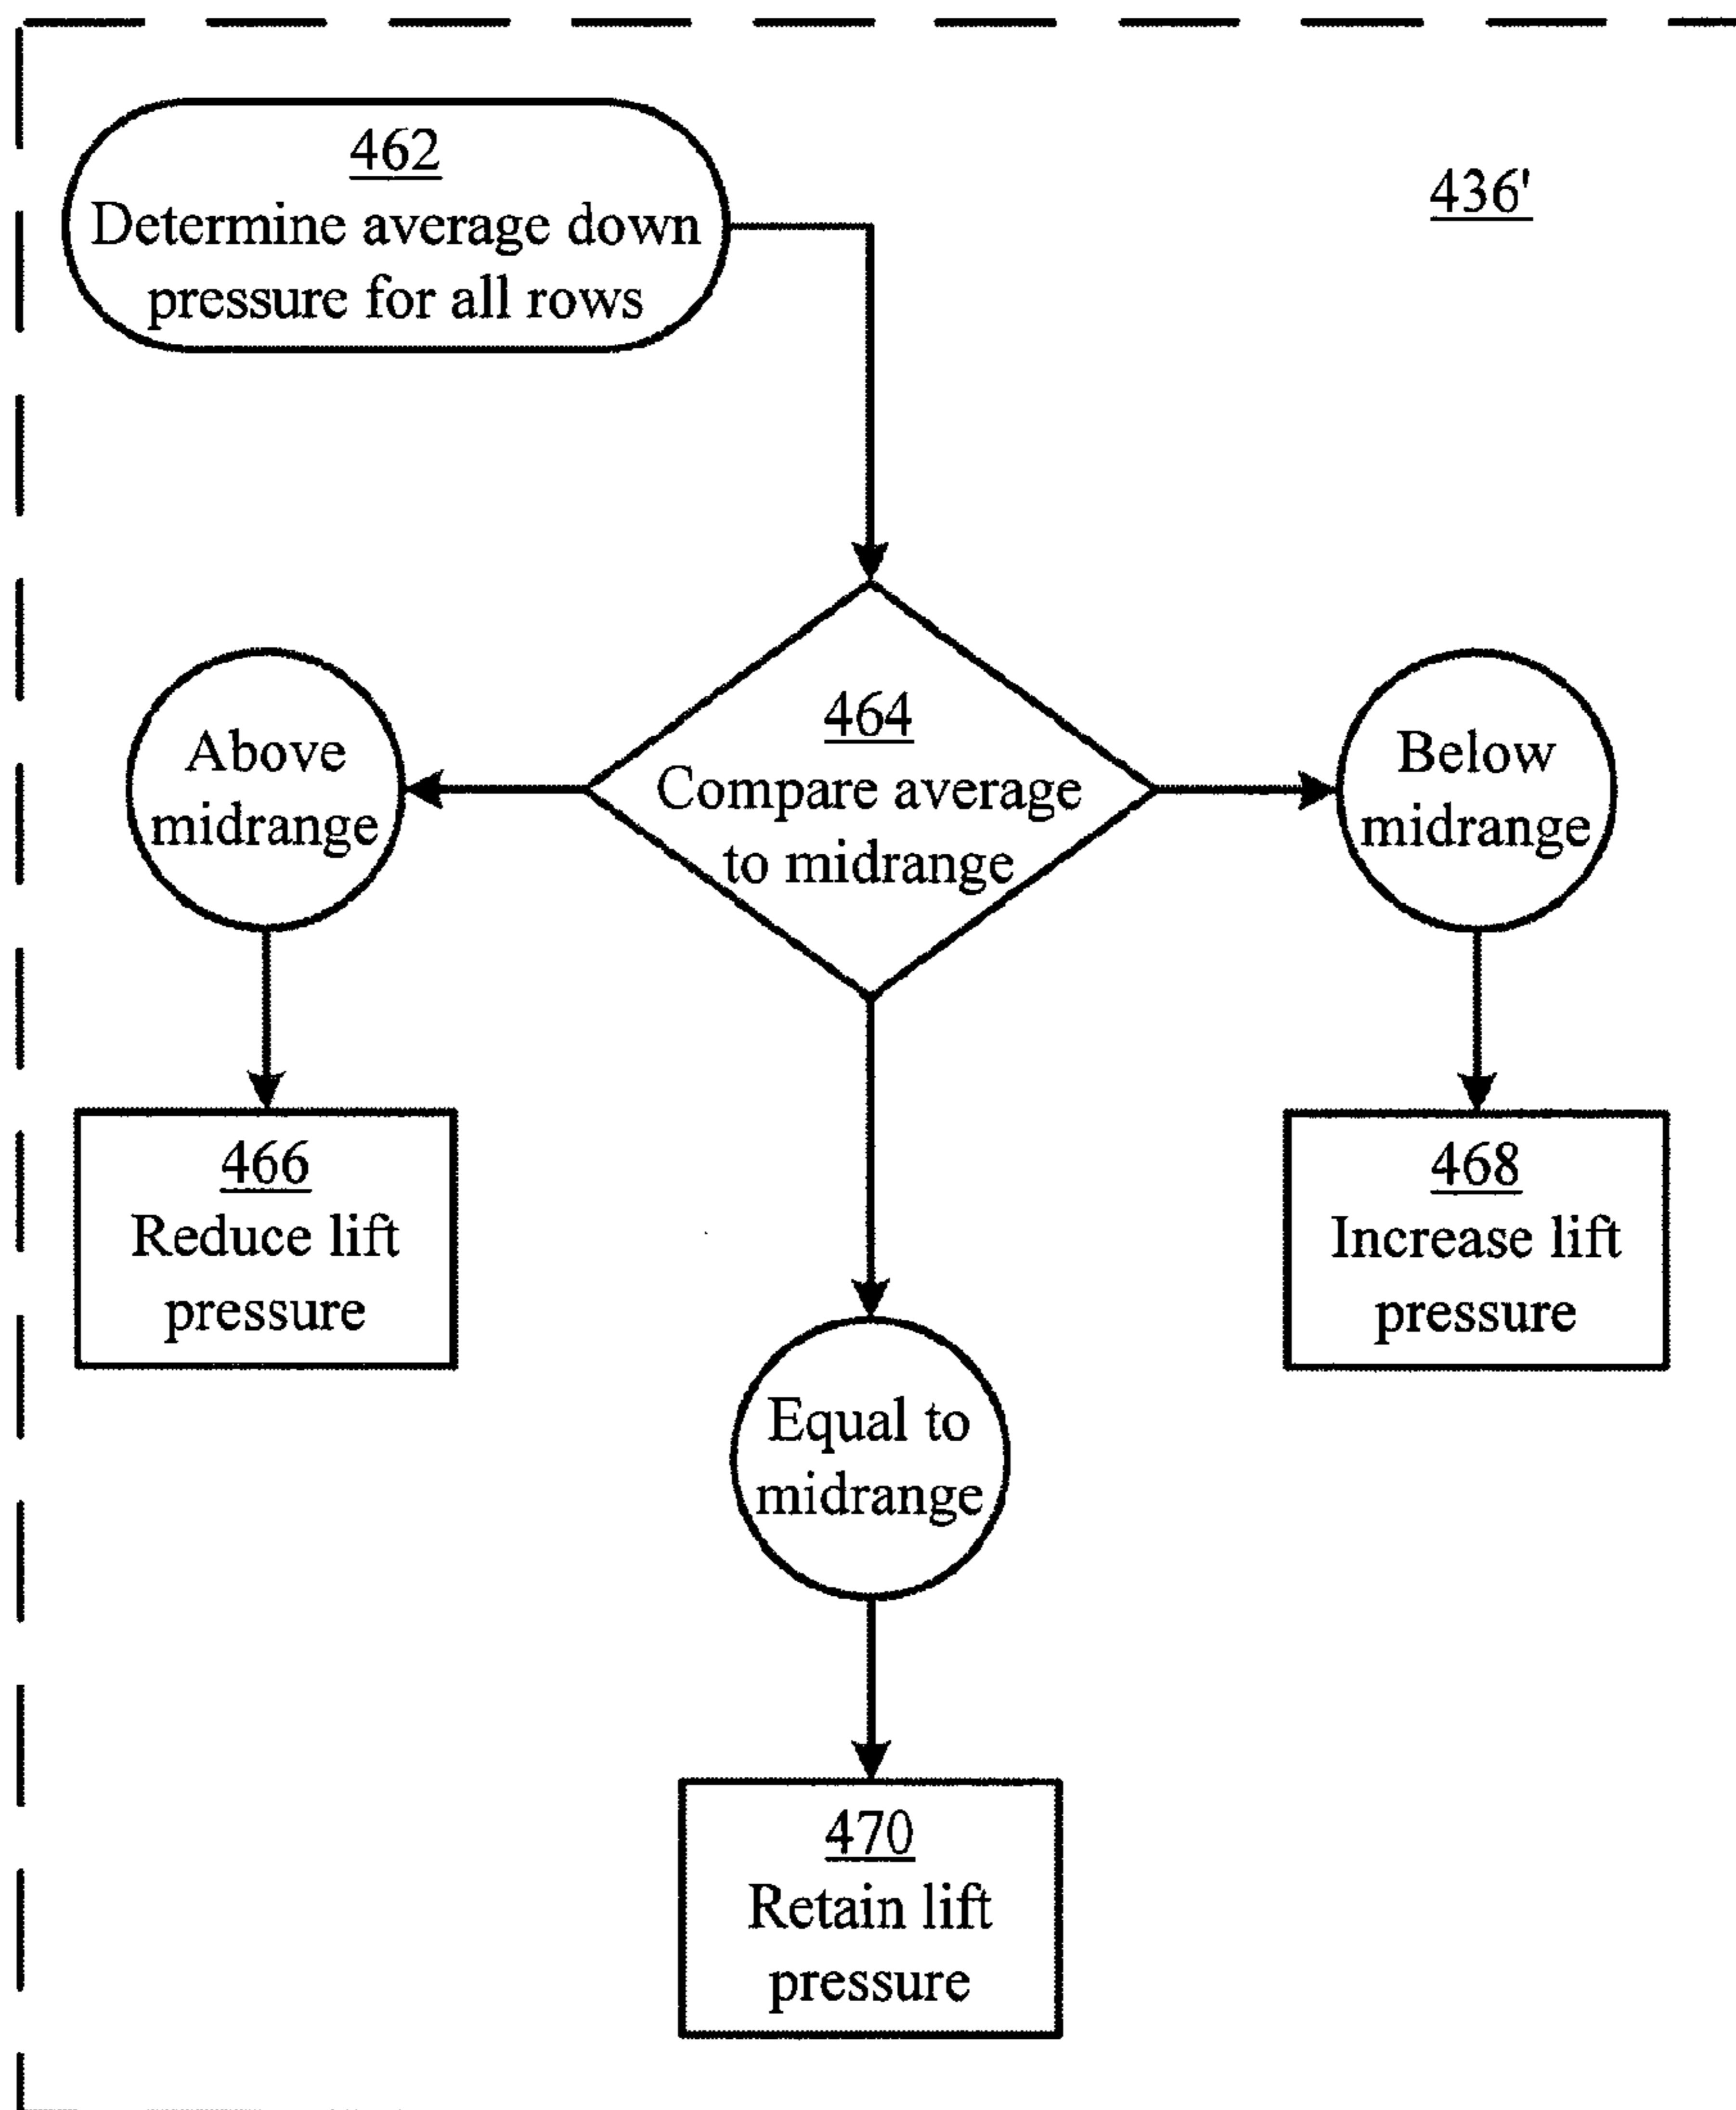 462
Determine average down
pressure for all rows
436'
464
Compare average
to midrange
Above
midrange
Below
midrange
466
Reduce lift
pressure
468
Increase lift
pressure
Equal to
midrange
470
Retain lift
pressure